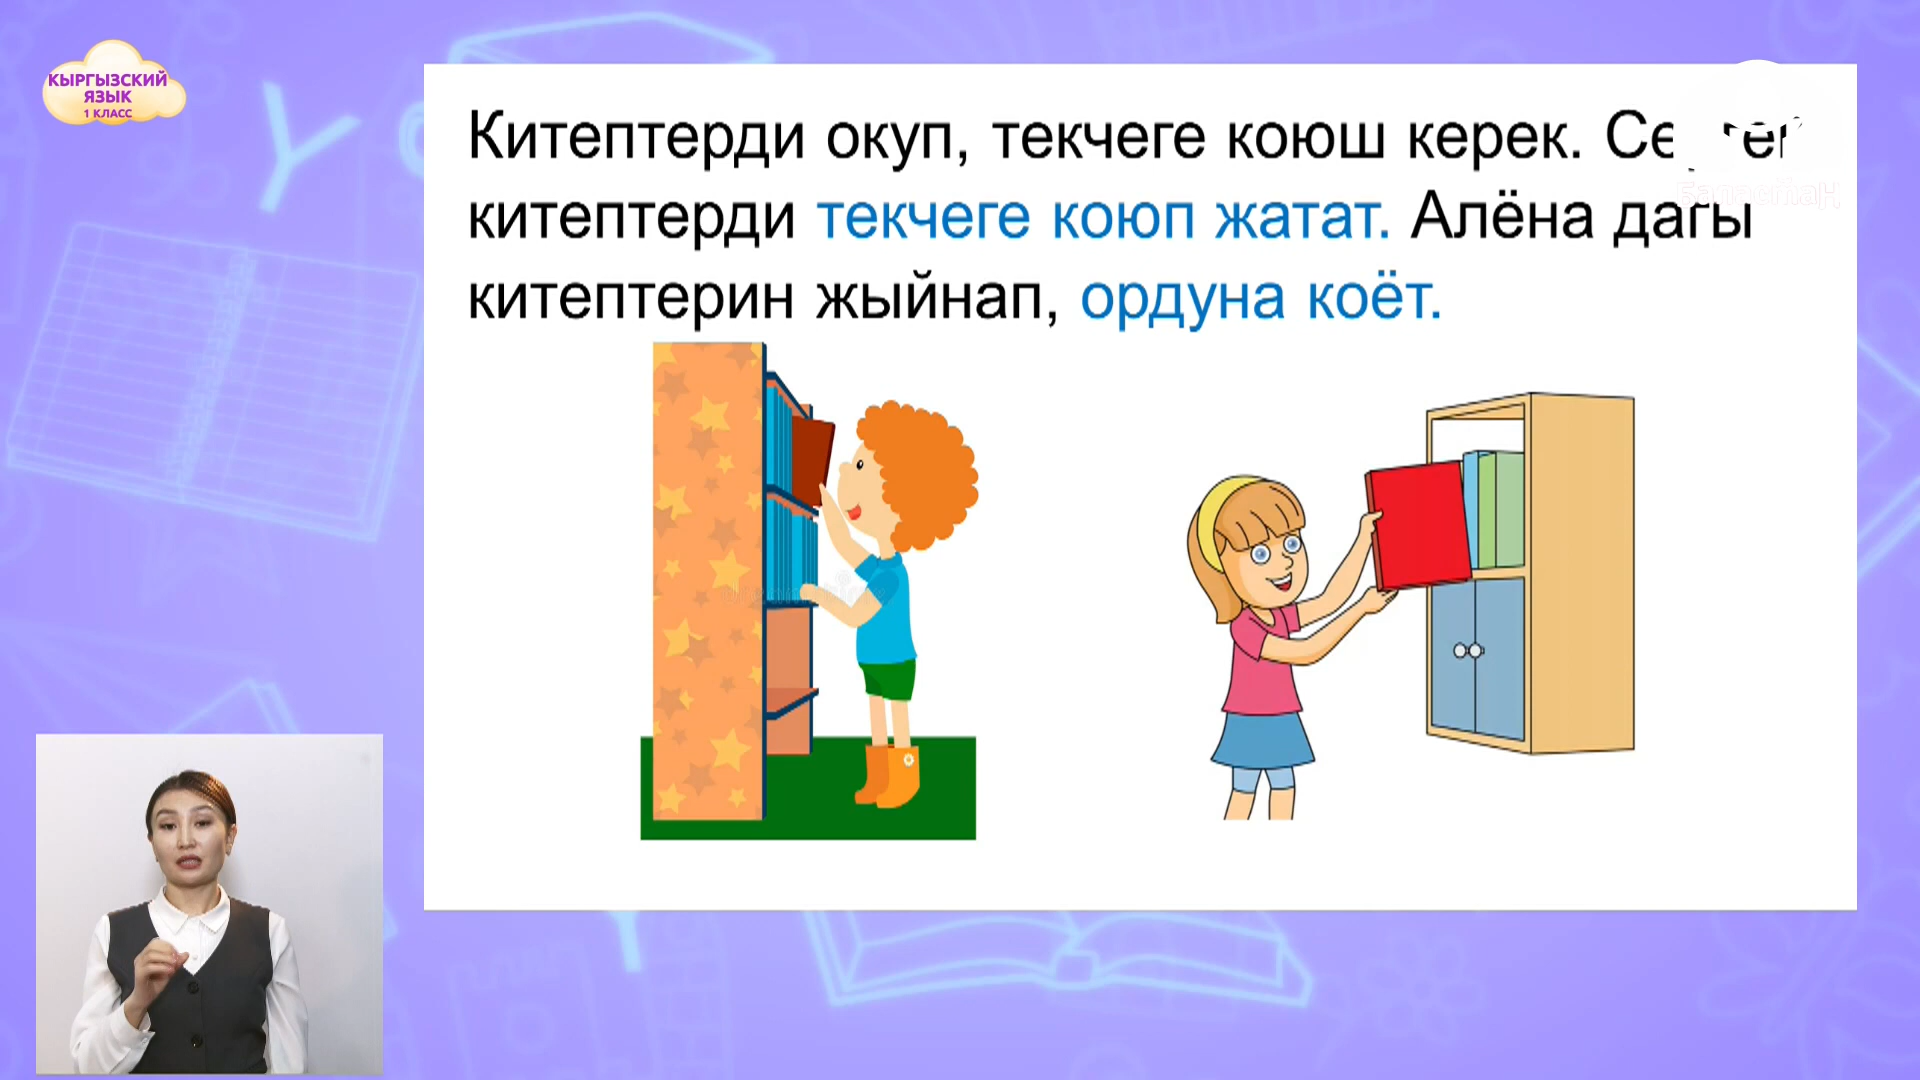 КЫРГЫЗСКИЙ
ЯЗЫК
1 КЛАСС
Китептерди окуп, текчеге коюш керек.
китептерди текчеге коюп жатат. Алёна дагы
китептерин жыйнап, ордуна коёт.
Баластан